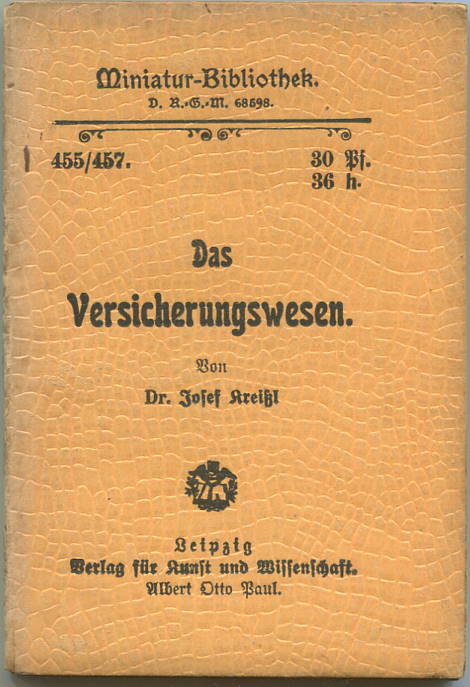 Miniatur-Bibliothek.
D. R.-G.-M. 68598.
455/457.
30 Pf.
36 h.
Das
Versicherungswesen.
Von
Dr. Josef Kreißl
Leipzig
Verlag für Kunst und Wissenschaft.
Albert Otto Paul.